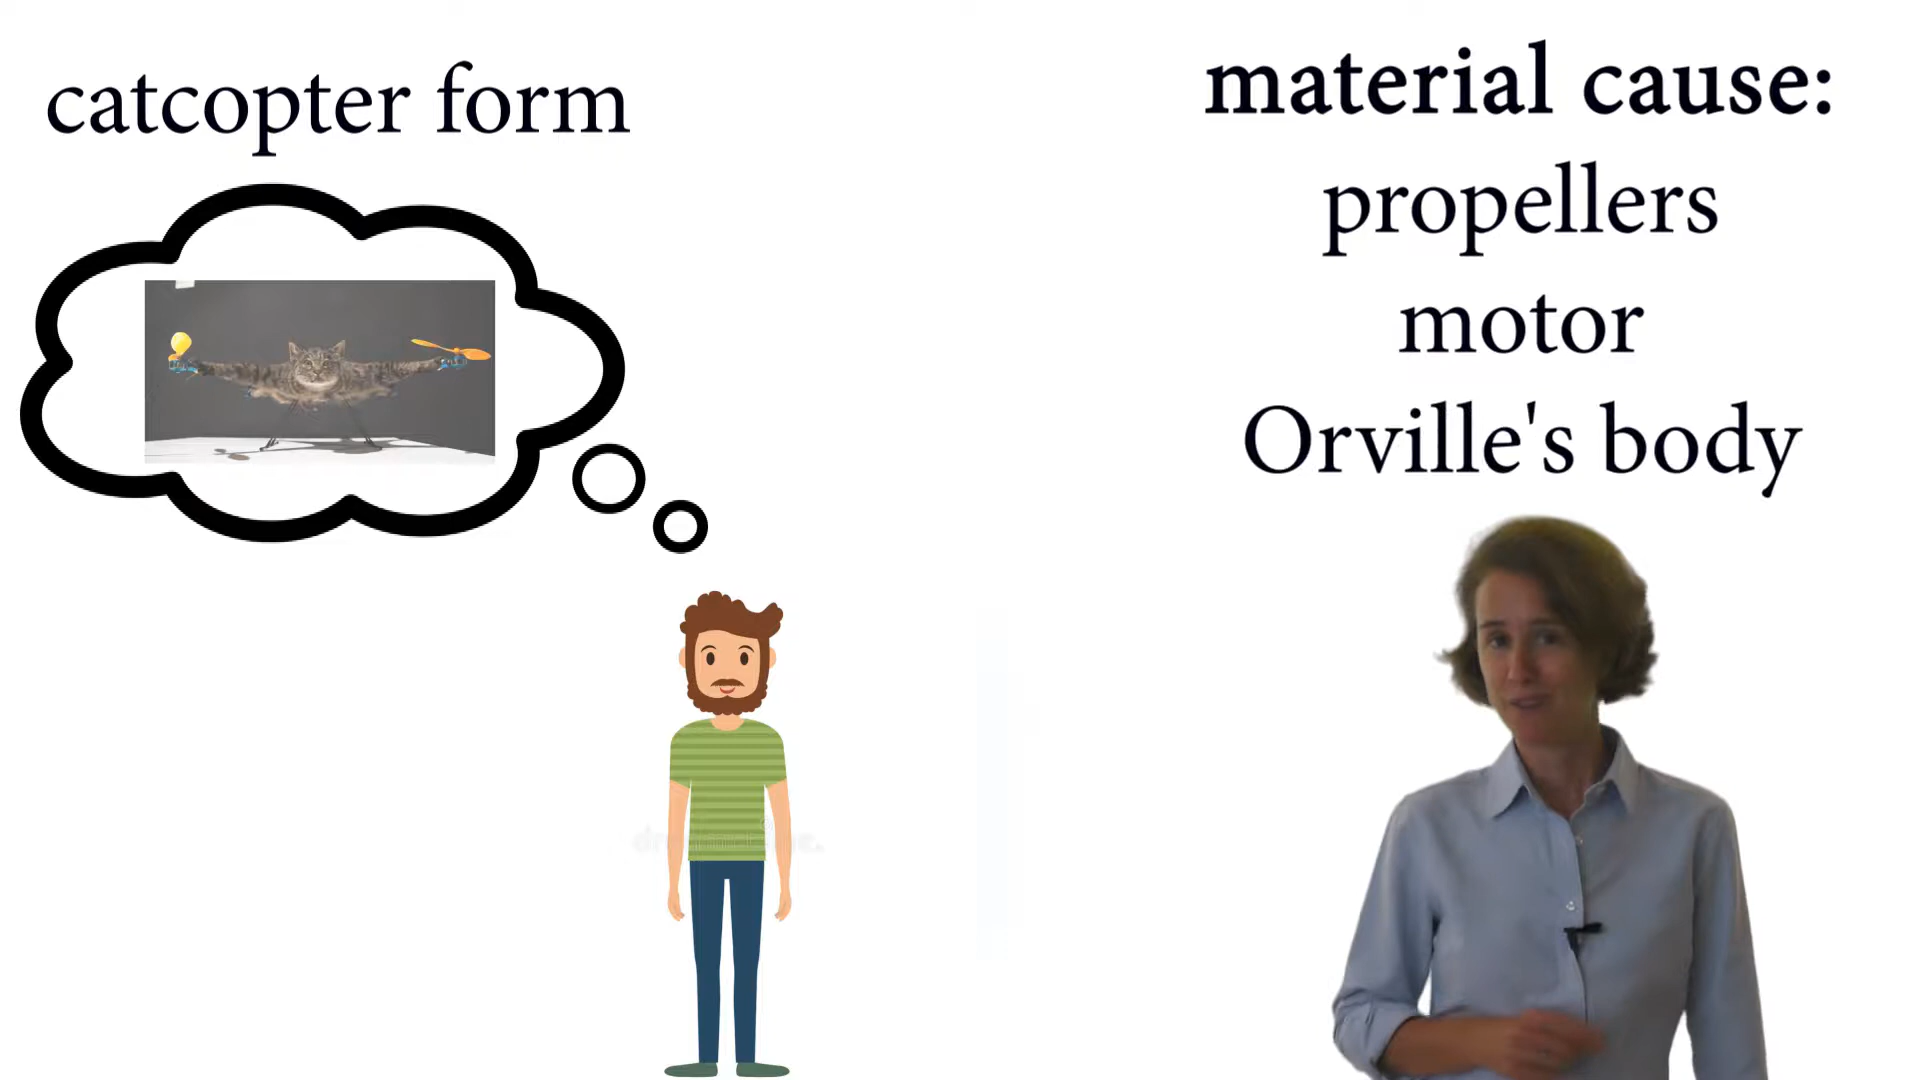 catcopter form
material cause:
propellers
motor
Orville's body